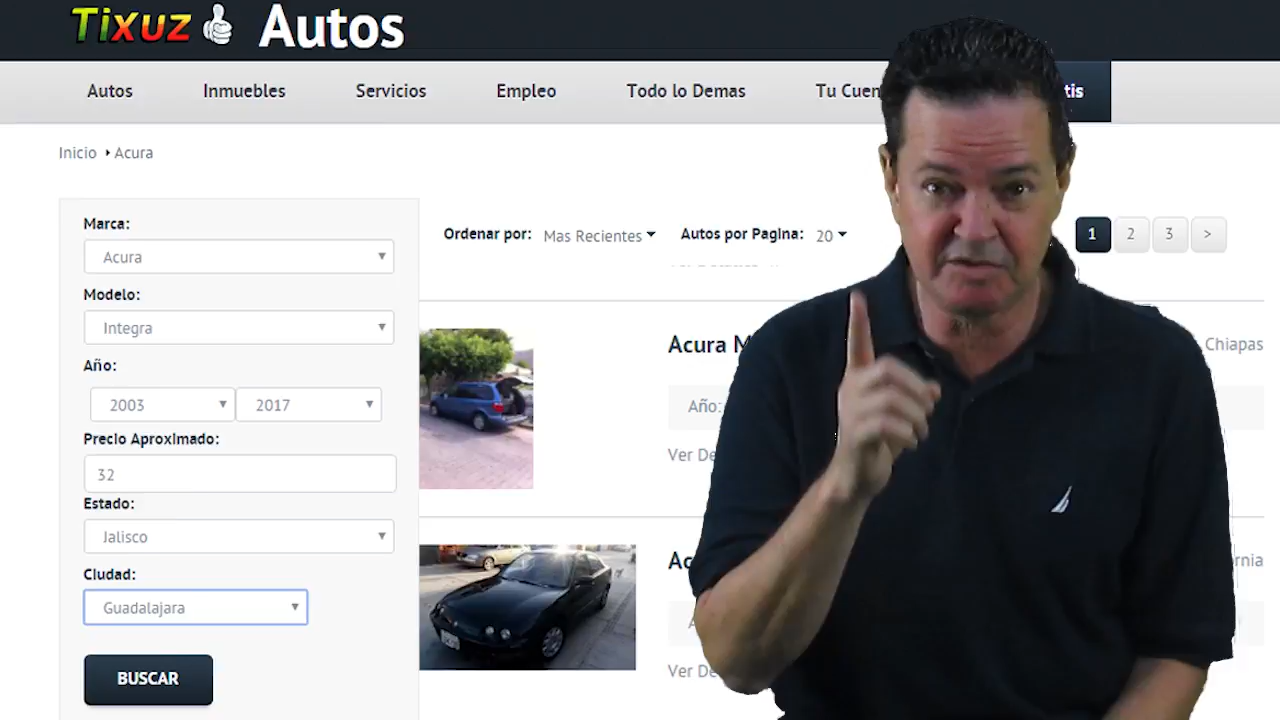 Tixuz Autos
Autos Inmuebles Servicios Empleo Todo lo Demas Tu Cuen tis
Inicio Acura
Marca:
Acura
Modelo:
Integra
Año:
2003 2017
Precio Aproximado:
32
Estado:
Jalisco
Ciudad:
Guadalajara
BUSCAR
Ordenar por: Mas Recientes Autos por Pagina: 20 1 2 3 >
Acura M Chiapas
Año:
Ver De
Ac rnia
A
Ver De